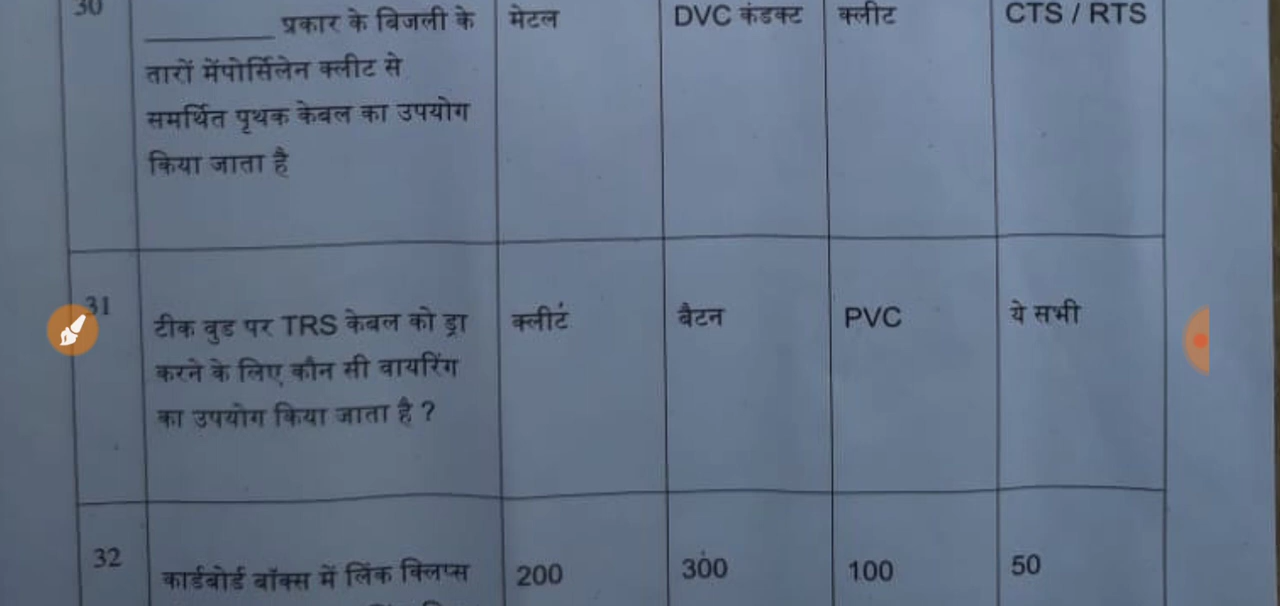 30
_________ प्रकार के बिजली के
तारों मेंपोर्सिलेन क्लीट से
समर्थित पृथक केबल का उपयोग
किया जाता है
मेटल
DVC कंडक्ट
क्लीट
CTS / RTS
31
टीक वुड पर TRS केबल को ड्रा
करने के लिए कौन सी वायरिंग
का उपयोग किया जाता है ?
क्लीट
बैटन
PVC
ये सभी
32
कार्डबोर्ड बॉक्स में लिंक क्लिप्स
200
300
100
50